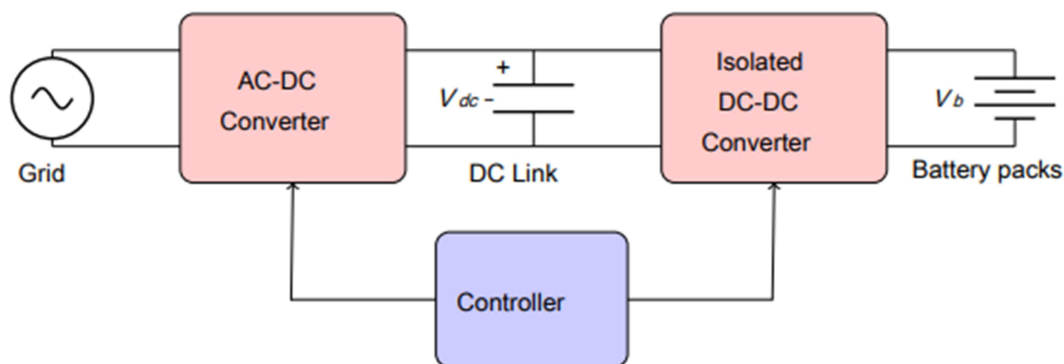 AC-DC
Converter
Isolated
DC-DC
Converter
+
Vdc-
Vb
Grid
DC Link
Battery packs
Controller